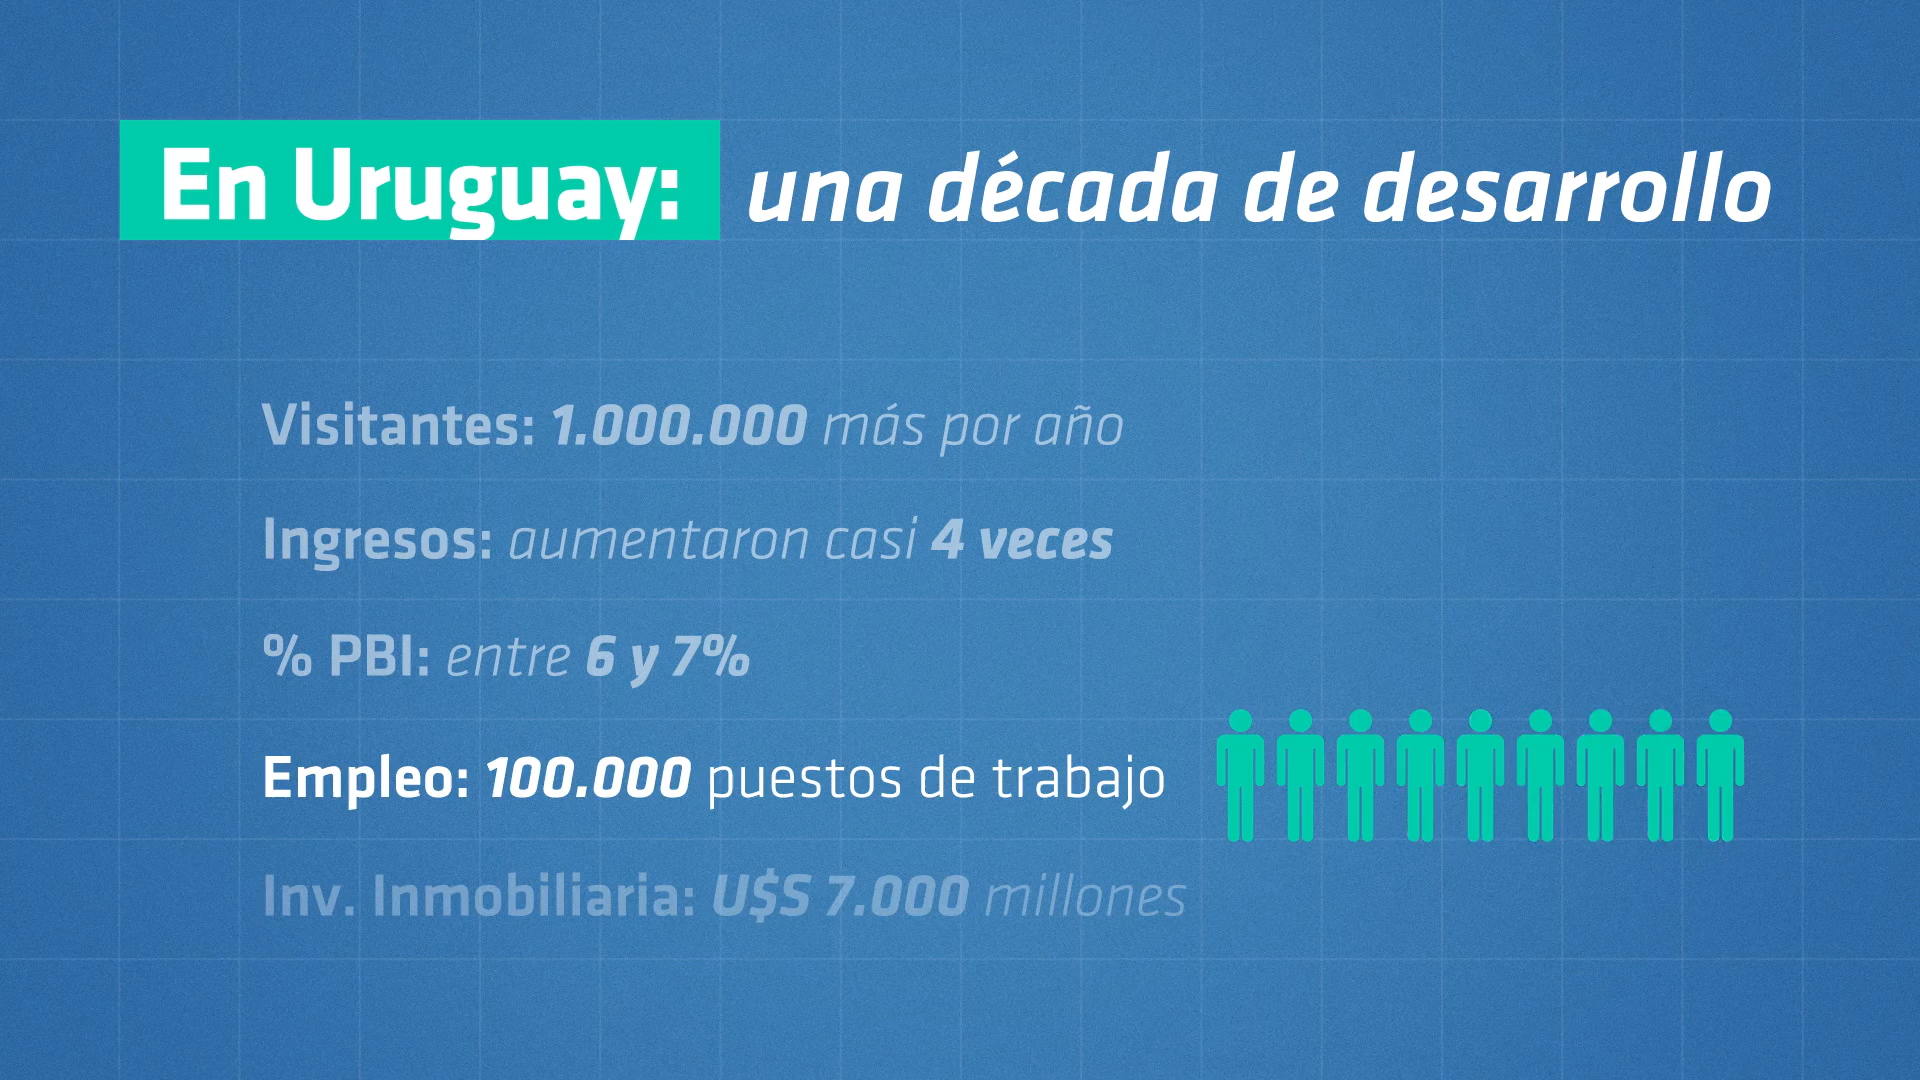 En Uruguay: una década de desarrollo
Visitantes: 1.000.000 más por año
Ingresos: aumentaron casi 4 veces
% PBI: entre 6 y 7%
Empleo: 100.000 puestos de trabajo
Inv. Inmobiliaria: U$S 7.000 millones